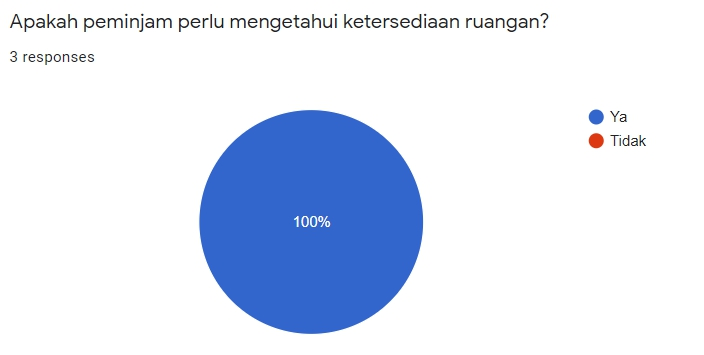 Apakah peminjam perlu mengetahui ketersediaan ruangan?
3 responses
Ya
Tidak
100%